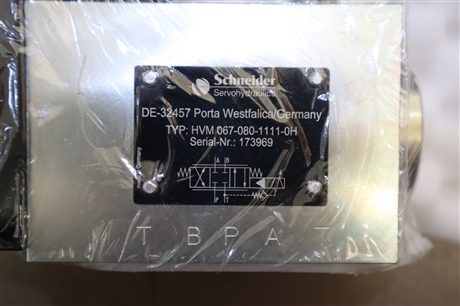 Schneider
Servohydraulics
DE-32457 Porta Westfalica/Germany
TYP: HVM 067-080-1111-0H
Serial-Nr.: 173969
A B
P T
T B P A T